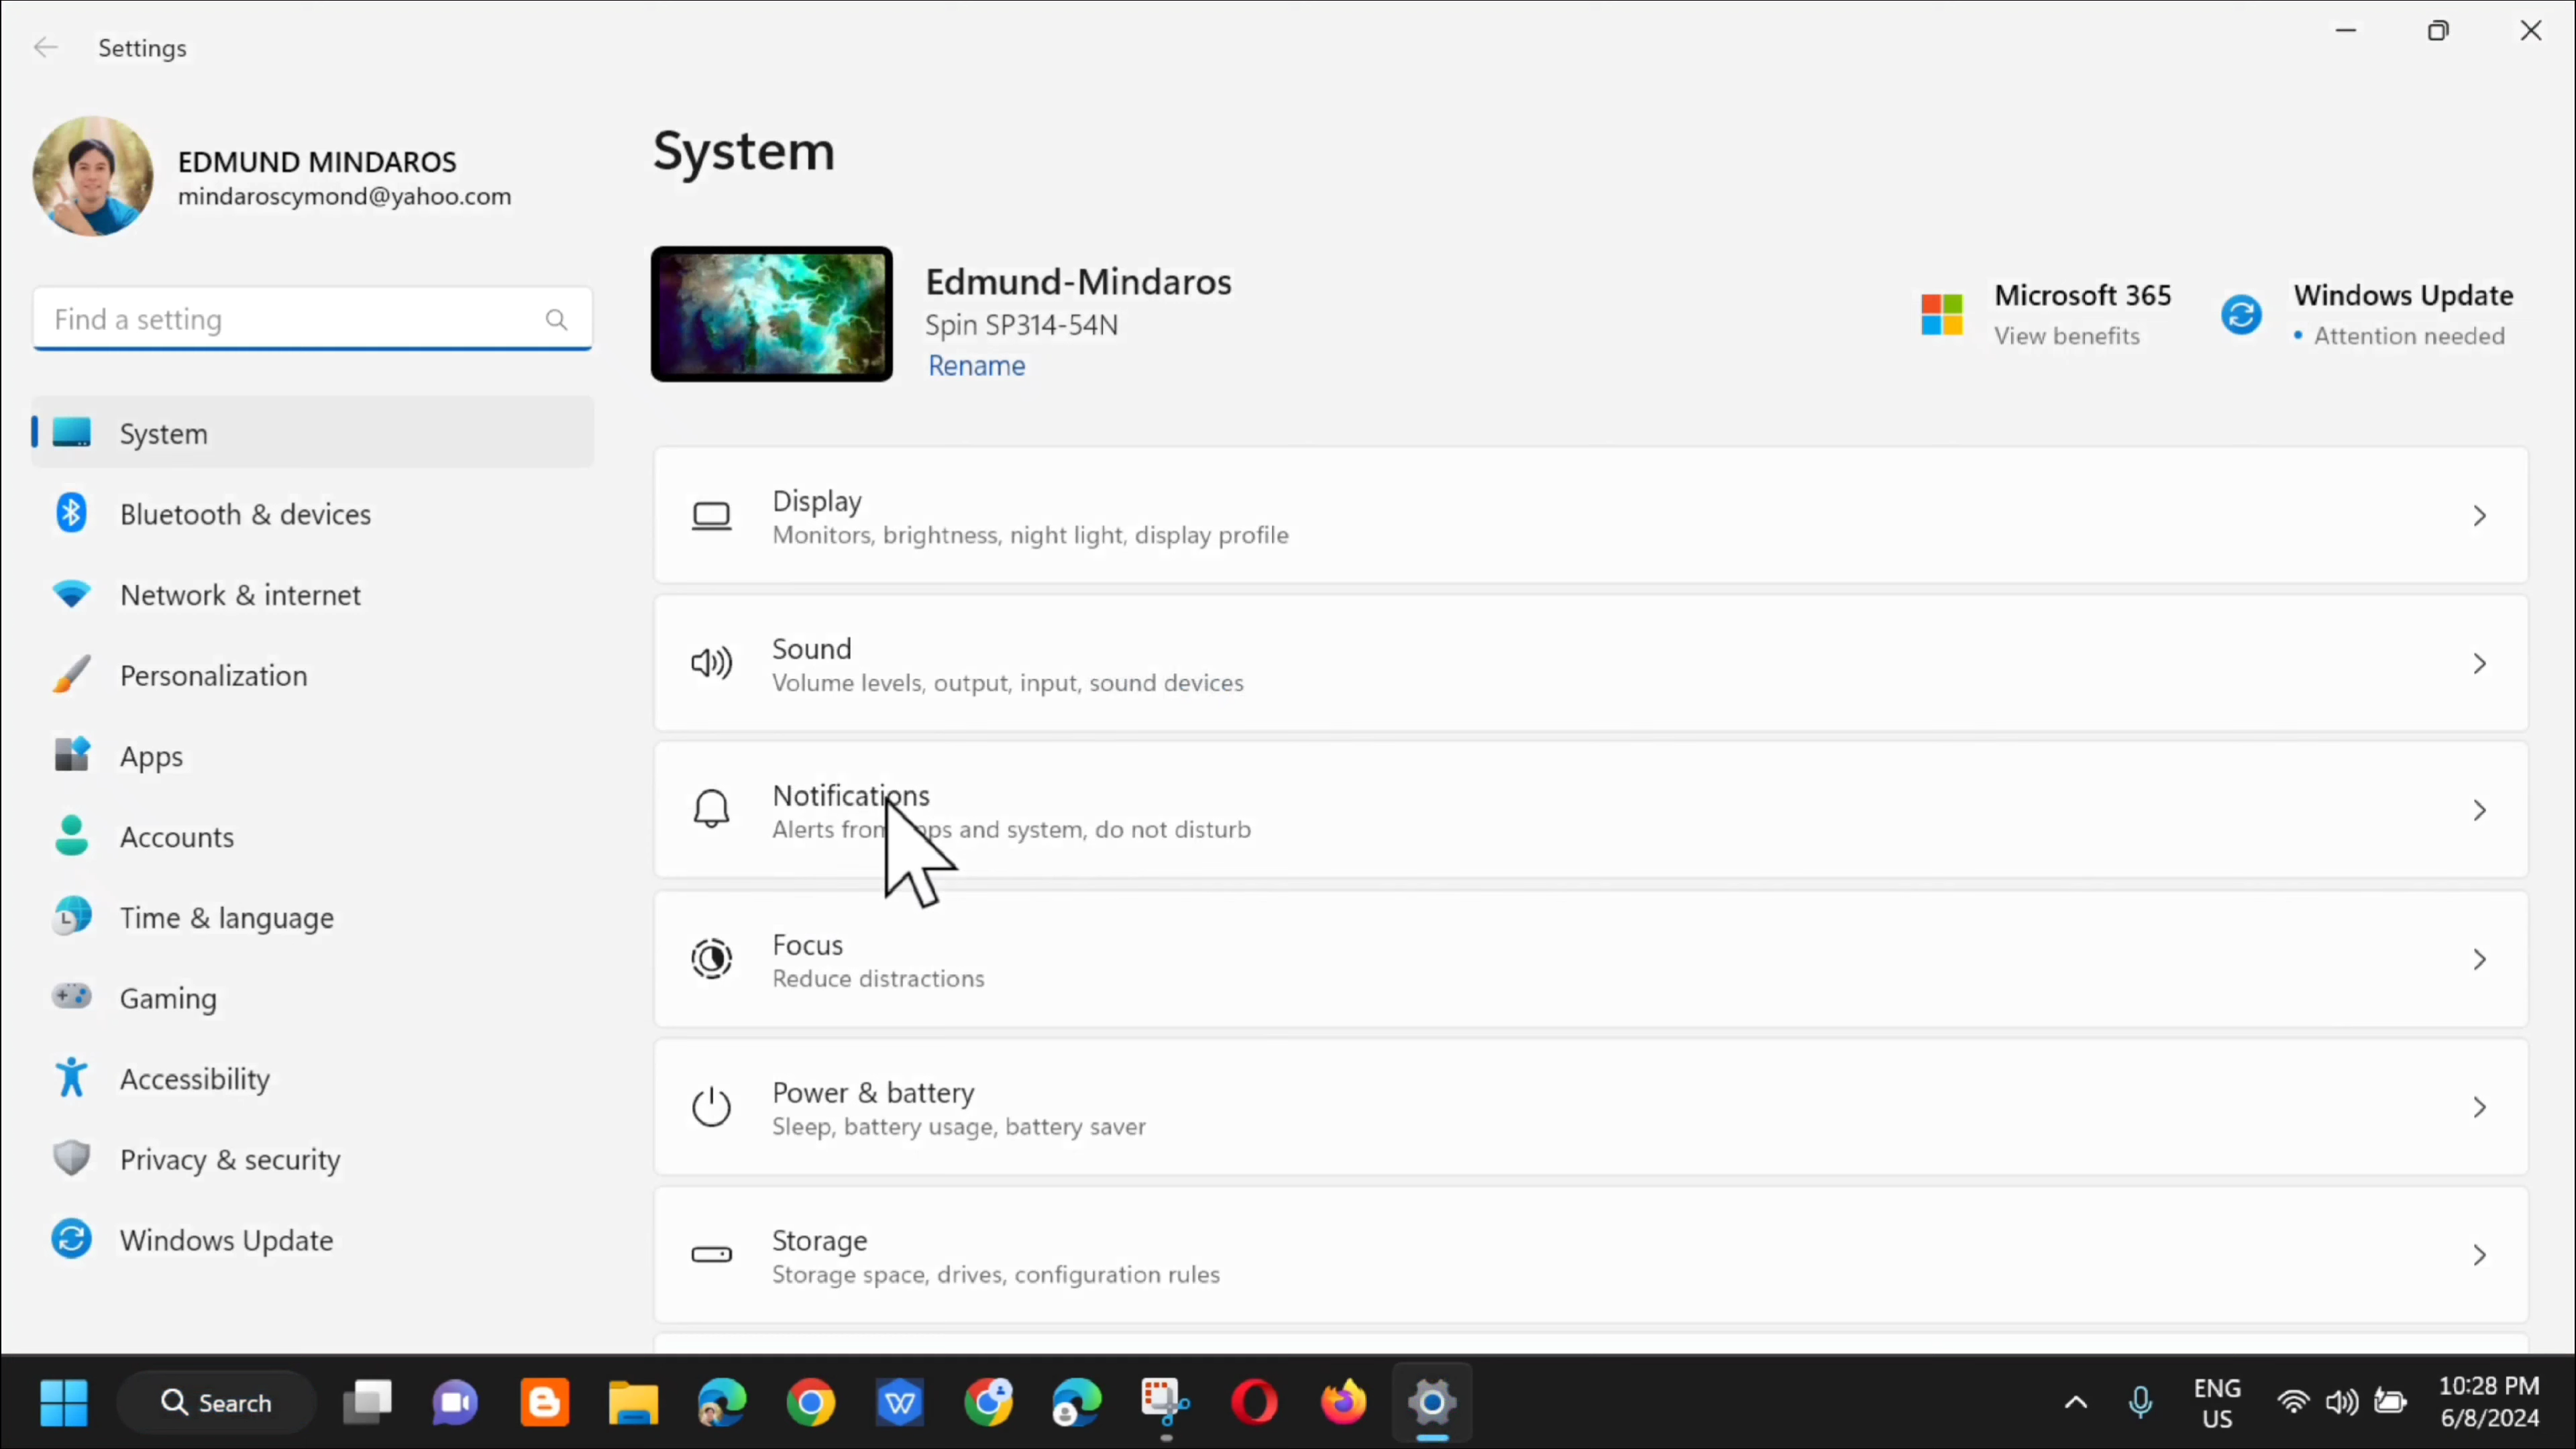 Settings
EDMUND MINDAROS
mindaroscymond@yahoo.com
Find a setting
System
Bluetooth & devices
Network & internet
Personalization
Apps
Accounts
Time & language
Gaming
Accessibility
Privacy & security
Windows Update
System
Edmund-Mindaros
Spin SP314-54N
Rename
Microsoft 365
View benefits
Windows Update
• Attention needed
Display
Monitors, brightness, night light, display profile
Sound
Volume levels, output, input, sound devices
Notifications
Alerts from apps and system, do not disturb
Focus
Reduce distractions
Power & battery
Sleep, battery usage, battery saver
Storage
Storage space, drives, configuration rules
Search
ENG
US
10:28 PM
6/8/2024